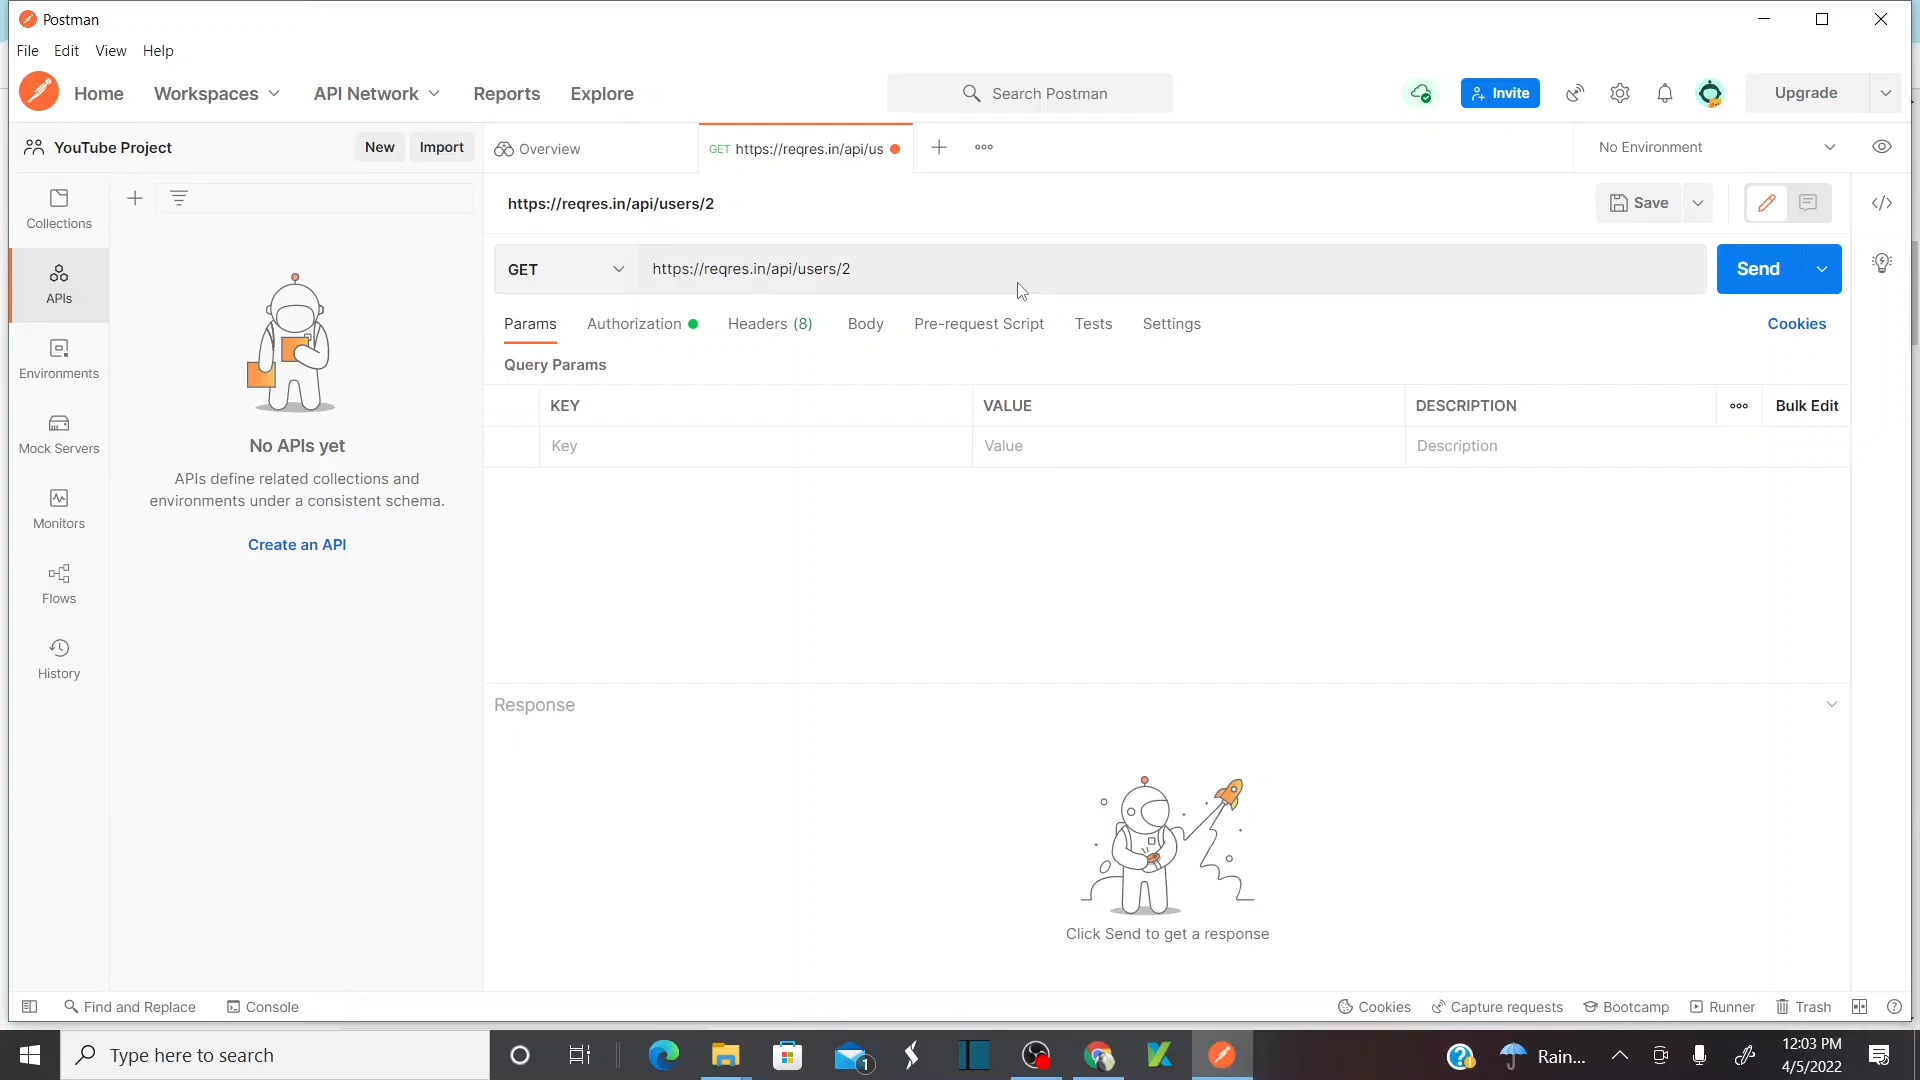 Postman
File Edit View Help
Home Workspaces API Network Reports Explore Search Postman Invite Upgrade
YouTube Project New Import Overview GET https://reqres.in/api/us No Environment
Collections
APIs
Environments
Mock Servers
Monitors
Flows
History
No APIs yet
APIs define related collections and
environments under a consistent schema.
Create an API
https://reqres.in/api/users/2 Save
GET https://reqres.in/api/users/2 Send
Params Authorization Headers (8) Body Pre-request Script Tests Settings Cookies
Query Params
KEY VALUE DESCRIPTION Bulk Edit
Key Value Description
Response
Click Send to get a response
Find and Replace Console Cookies Capture requests Bootcamp Runner Trash
Type here to search 1 Rain... 12:03 PM
4/5/2022